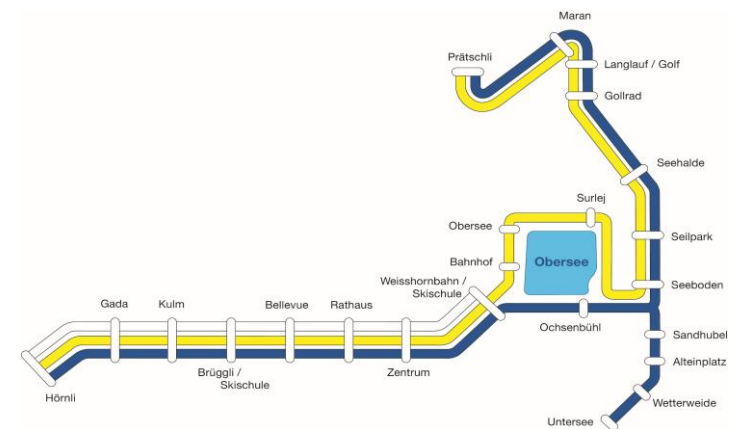 Maran
Prätschli
Langlauf / Golf
Gollrad
Seehalde
Surlej
Obersee
Seilpark
Bahnhof
Obersee
Weisshornbahn /
Skischule
Seeboden
Gada
Kulm
Bellevue
Rathaus
Ochsenbühl
Sandhubel
Alteinplatz
Brüggli /
Skischule
Zentrum
Hörnli
Wetterweide
Untersee